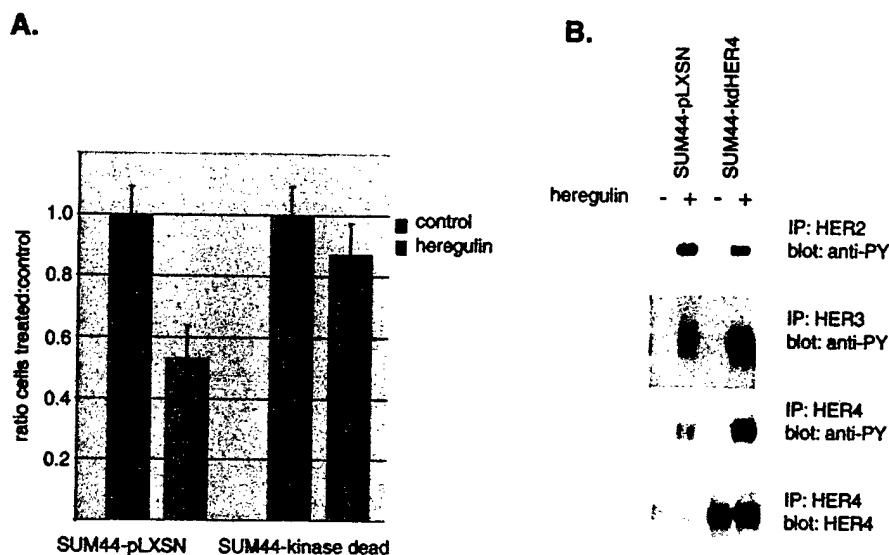 A.
1.0
0.8
0.6
0.4
0.2
ratio cells treated:control
SUM44-pLXSN
SUM44-kinase dead
control
heregulin
B.
SUM44-pLXSN
SUM44-kdHER4
heregulin - + - +
IP: HER2
blot: anti-PY
IP: HER3
blot: anti-PY
IP: HER4
blot: anti-PY
IP: HER4
blot: HER4